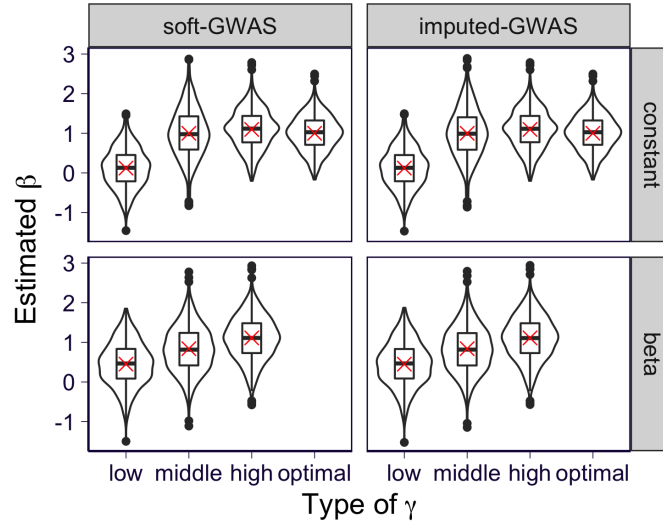 soft-GWAS imputed-GWAS
3
2
1
0
-1
constant
3
2
1
0
-1
beta
Estimated β
low middle high optimal low middle high optimal
Type of γ